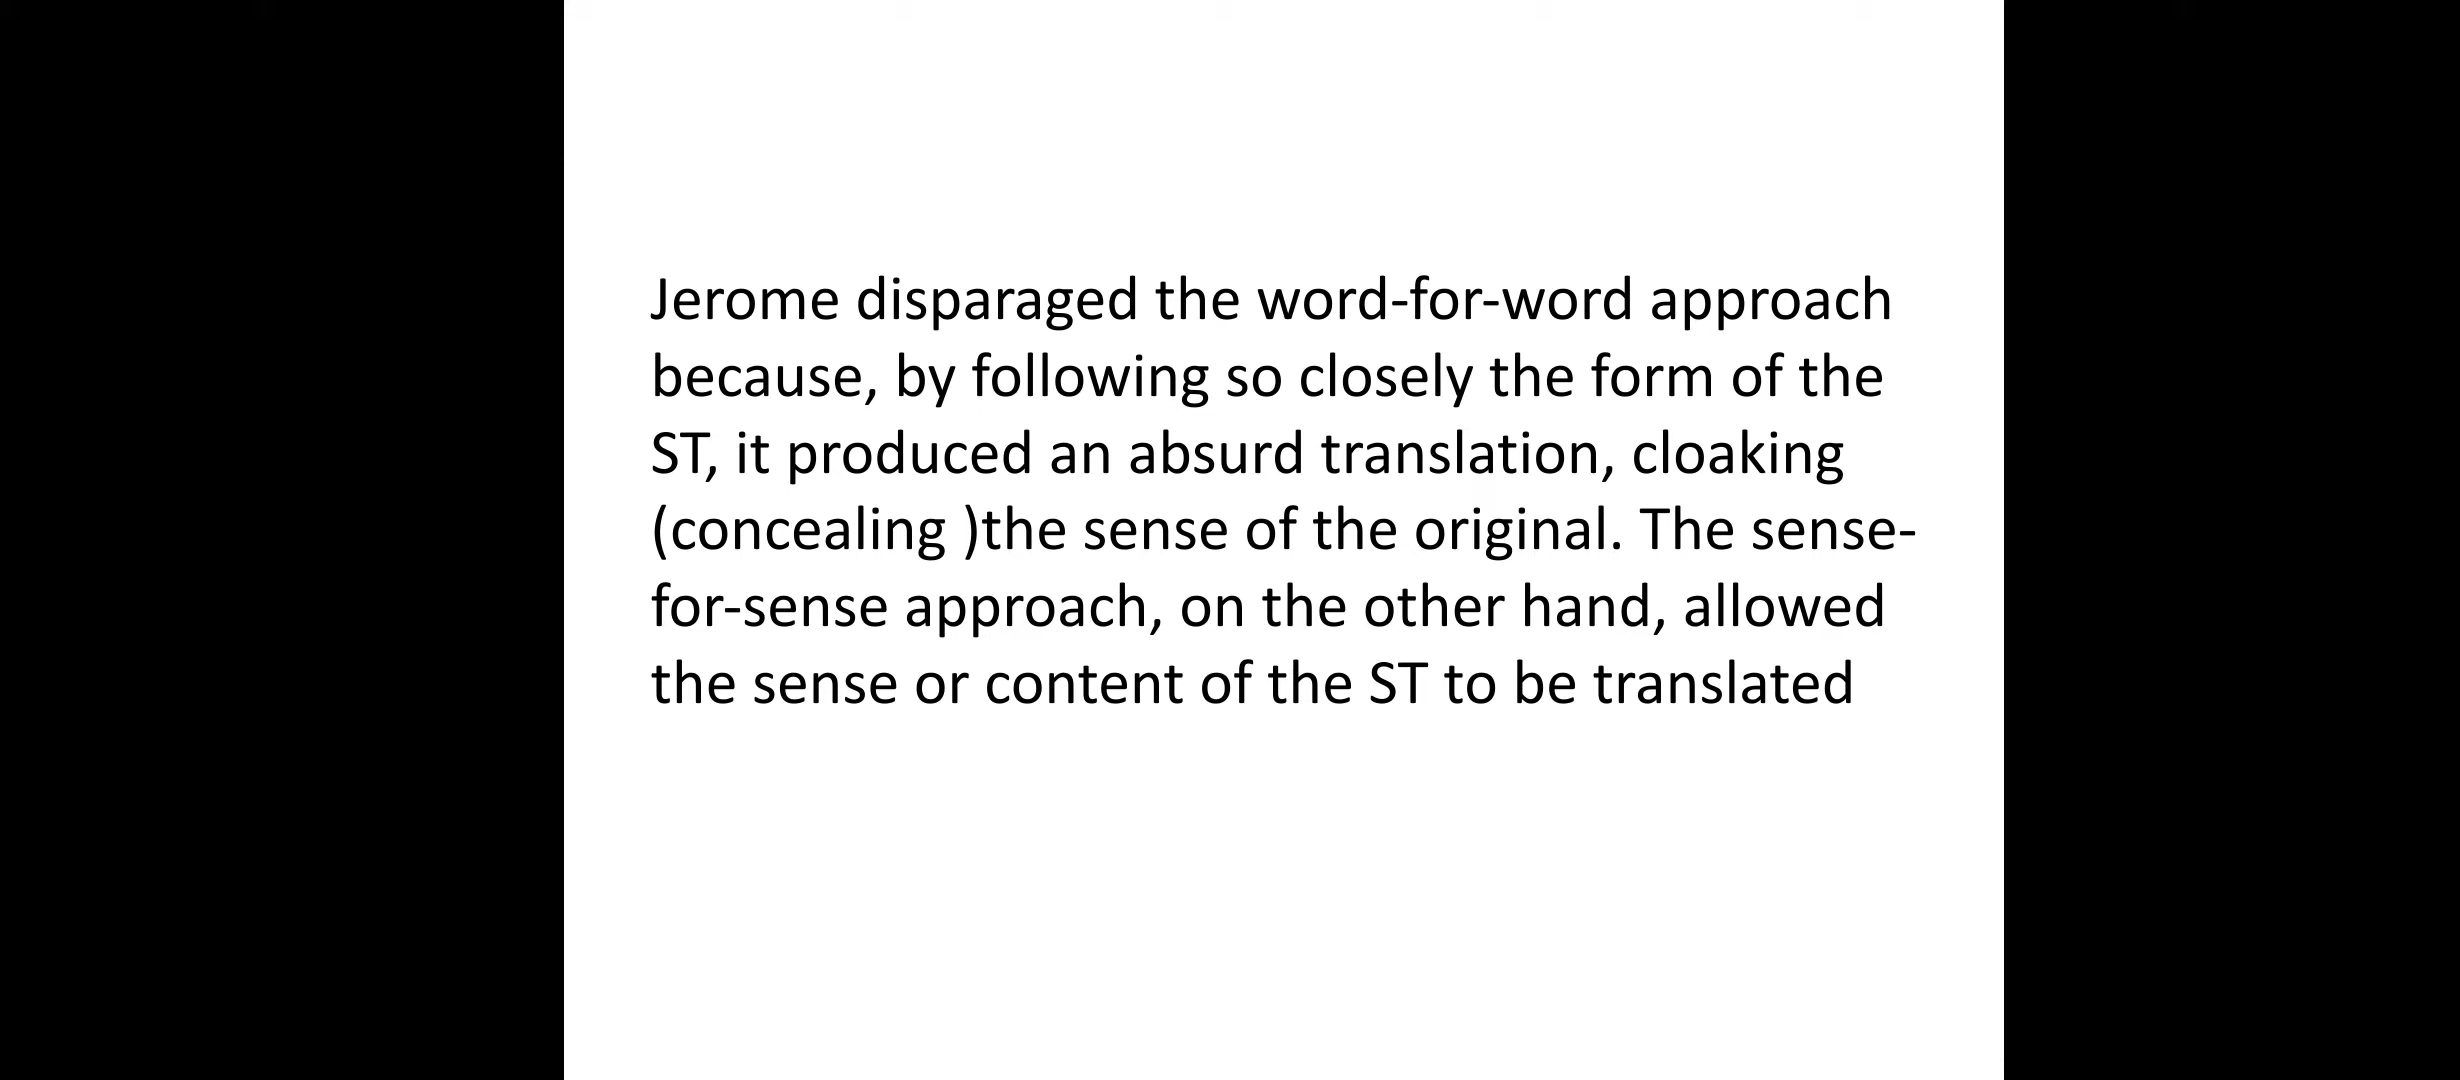 Jerome disparaged the word-for-word approach
because, by following so closely the form of the
ST, it produced an absurd translation, cloaking
(concealing )the sense of the original. The sense-
for-sense approach, on the other hand, allowed
the sense or content of the ST to be translated